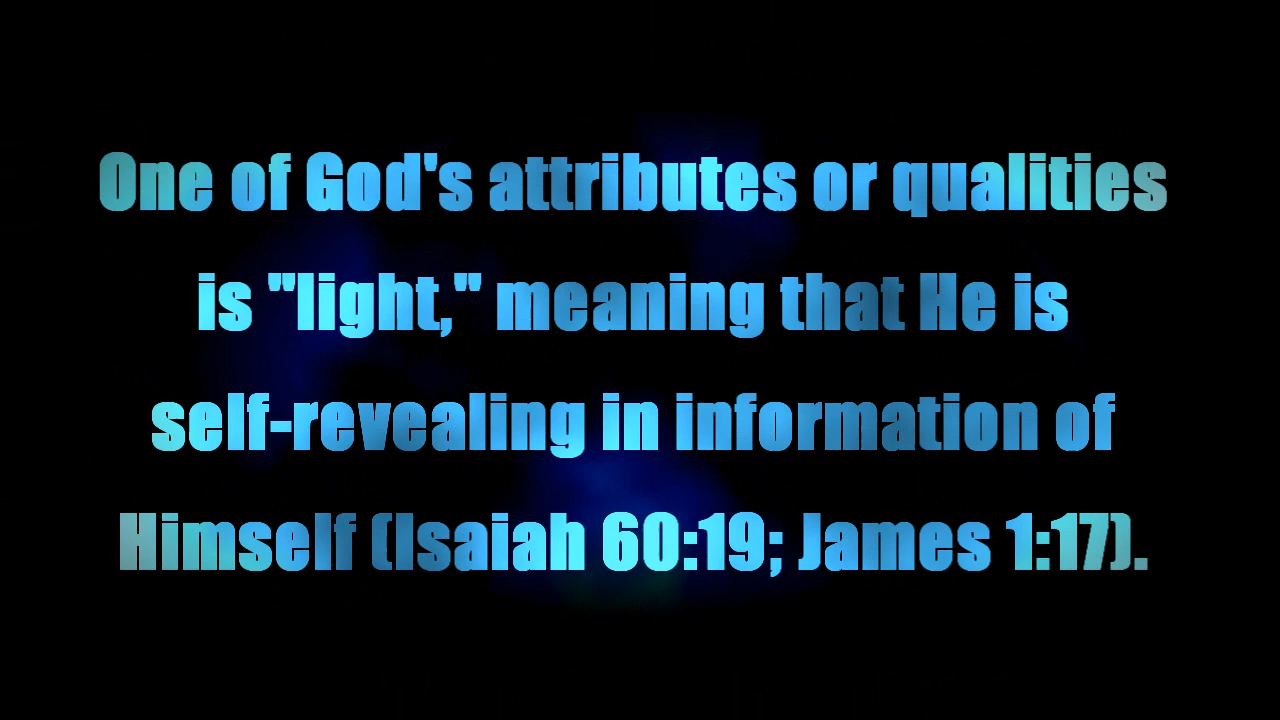 One of God's attributes or qualities
is "light," meaning that He is
self-revealing in information of
Himself (Isaiah 60:19; James 1:17).